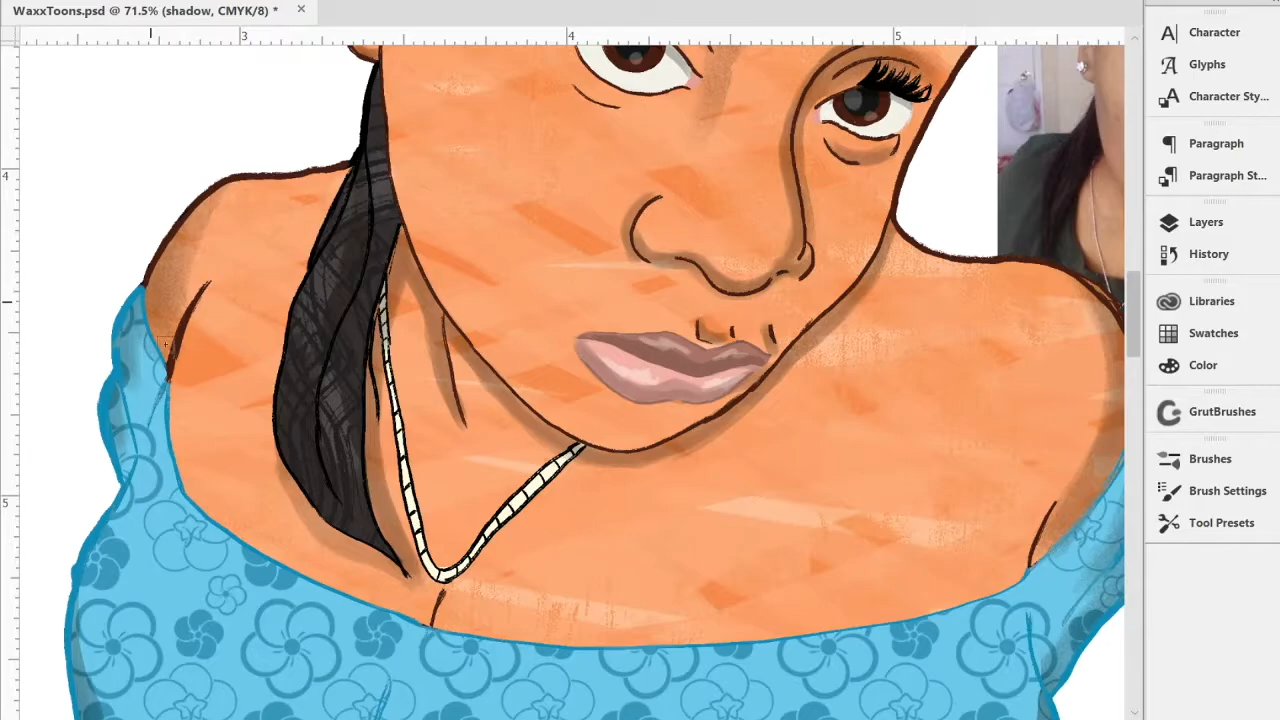 WaxxToons.psd @ 71.5% (shadow, CMYK/8) *
3
4
5
4
5
Character
Glyphs
Character Sty...
Paragraph
Paragraph St...
Layers
History
Libraries
Swatches
Color
GrutBrushes
Brushes
Brush Settings
Tool Presets